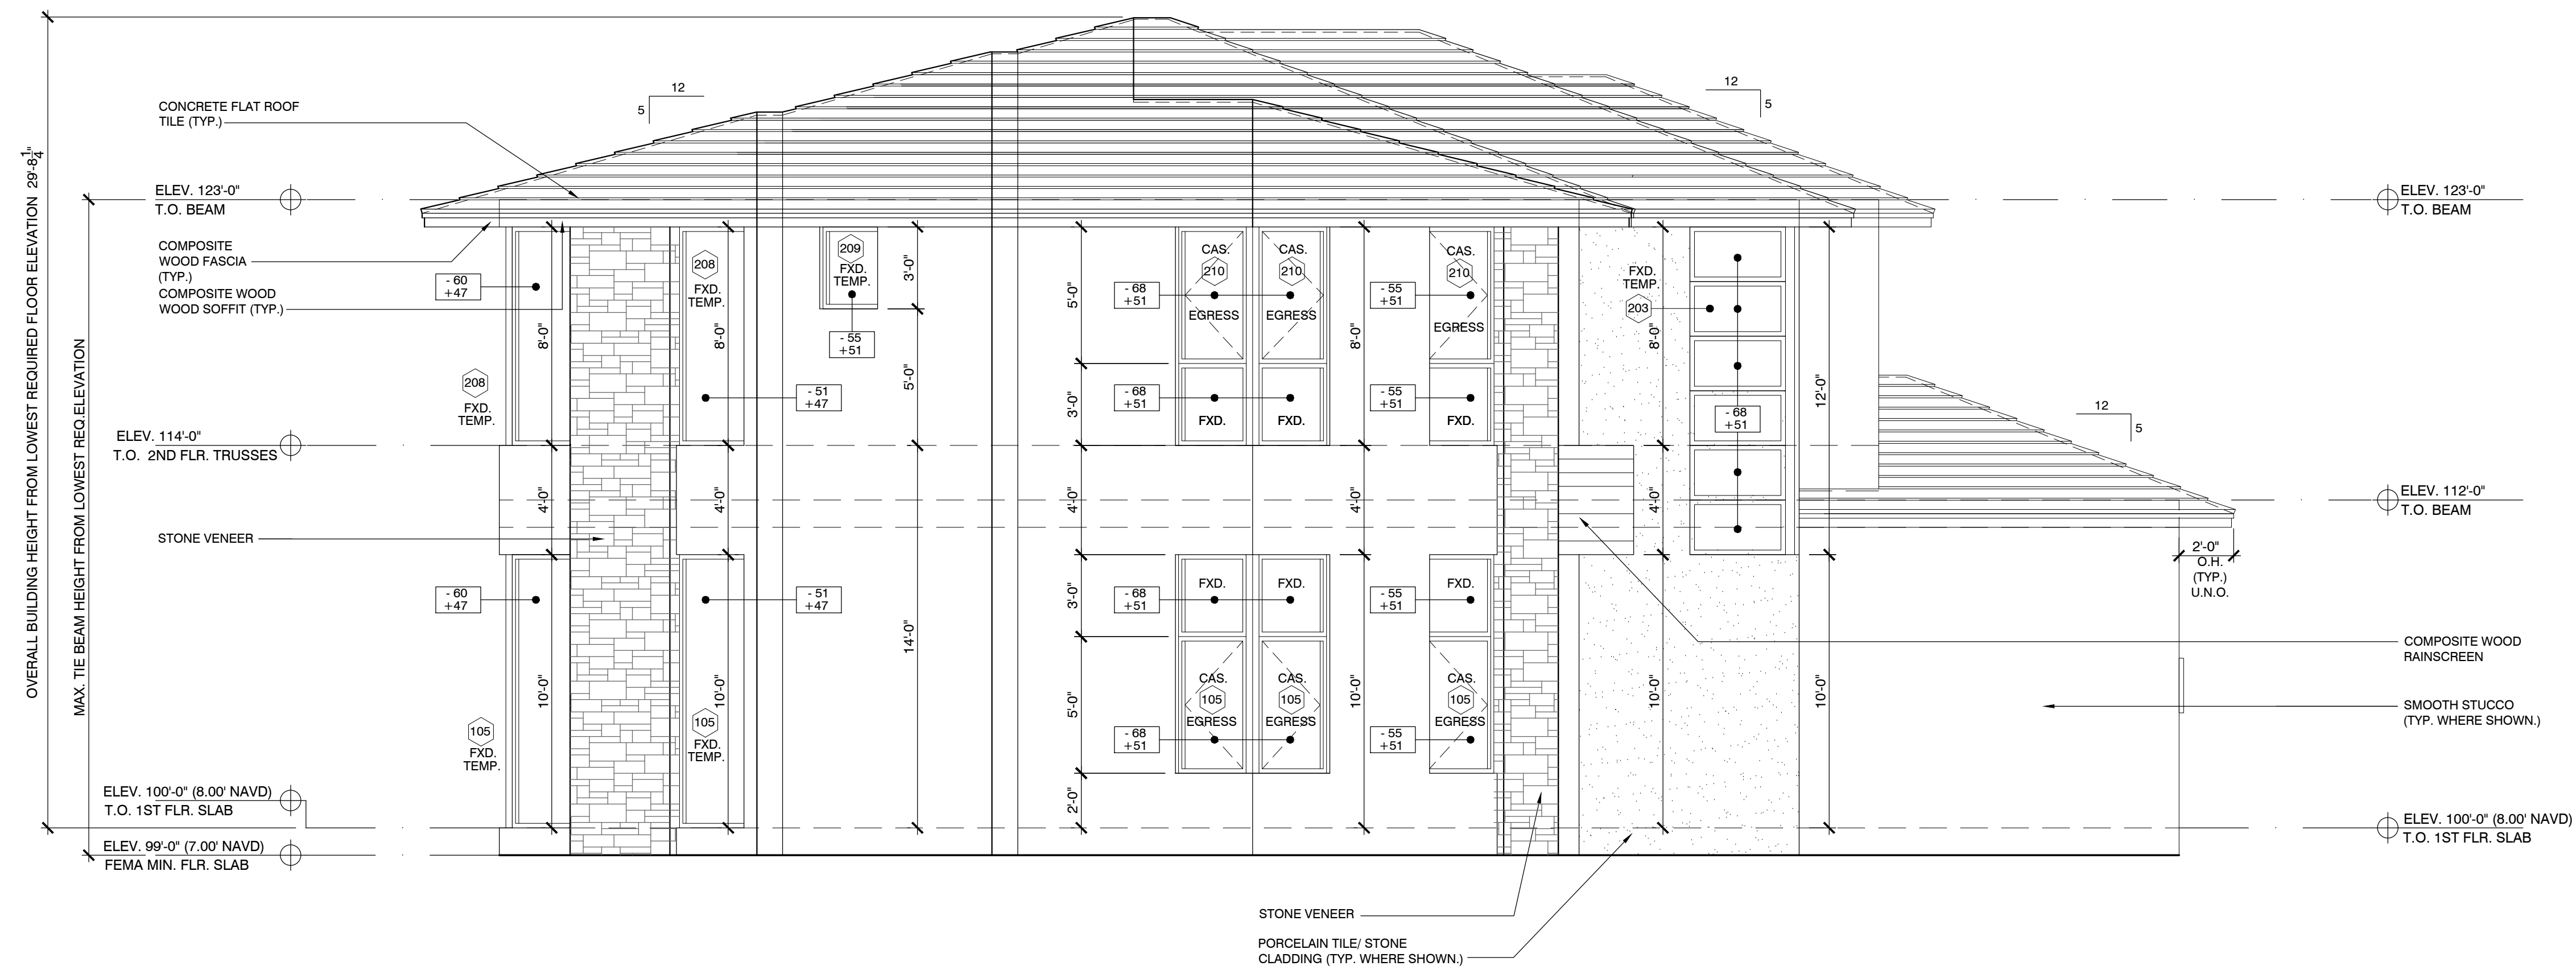 OVERALL BUILDING HEIGHT FROM LOWEST REQUIRED FLOOR ELEVATION 29'-8 1/4"
MAX. TIE BEAM HEIGHT FROM LOWEST REQ.ELEVATION
CONCRETE FLAT ROOF
TILE (TYP.)
ELEV. 123'-0"
T.O. BEAM
COMPOSITE
WOOD FASCIA
(TYP.)
COMPOSITE WOOD
WOOD SOFFIT (TYP.)
ELEV. 114'-0"
T.O. 2ND FLR. TRUSSES
STONE VENEER
ELEV. 100'-0" (8.00' NAVD)
T.O. 1ST FLR. SLAB
ELEV. 99'-0" (7.00' NAVD)
FEMA MIN. FLR. SLAB
12
5
12
5
12
5
- 60
+47
208
FXD.
TEMP.
- 60
+47
105
FXD.
TEMP.
8'-0"
4'-0"
10'-0"
208
FXD.
TEMP.
8'-0"
4'-0"
10'-0"
105
FXD.
TEMP.
- 51
+47
- 51
+47
209
FXD.
TEMP.
- 55
+51
3'-0"
5'-0"
14'-0"
5'-0"
3'-0"
4'-0"
3'-0"
5'-0"
2'-0"
- 68
+51
CAS.
210
EGRESS
CAS.
210
EGRESS
- 68
+51
FXD.
FXD.
- 68
+51
FXD.
FXD.
CAS.
105
EGRESS
CAS.
105
EGRESS
- 68
+51
8'-0"
4'-0"
10'-0"
- 55
+51
CAS.
210
EGRESS
- 55
+51
FXD.
- 55
+51
FXD.
CAS.
105
EGRESS
- 55
+51
FXD.
TEMP.
203
8'-0"
4'-0"
10'-0"
- 68
+51
12'-0"
10'-0"
ELEV. 123'-0"
T.O. BEAM
ELEV. 112'-0"
T.O. BEAM
2'-0"
O.H.
(TYP.)
U.N.O.
COMPOSITE WOOD
RAINSCREEN
SMOOTH STUCCO
(TYP. WHERE SHOWN.)
ELEV. 100'-0" (8.00' NAVD)
T.O. 1ST FLR. SLAB
STONE VENEER
PORCELAIN TILE/ STONE
CLADDING (TYP. WHERE SHOWN.)